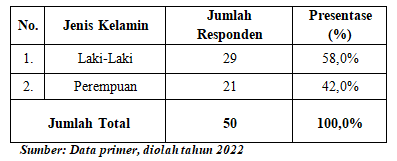 No. Jenis Kelamin Jumlah Responden Presentase (%)
1. Laki-Laki 29 58,0%
2. Perempuan 21 42,0%
Jumlah Total 50 100,0%
Sumber: Data primer, diolah tahun 2022